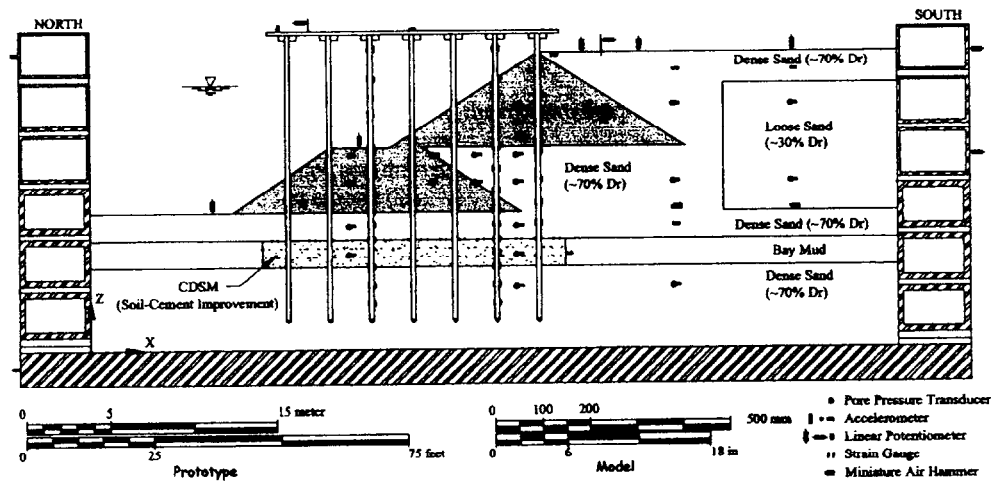 NORTH
SOUTH
Dense Sand (~70% Dr)
Loose Sand
(~30% Dr)
Dense Sand
(~70% Dr)
Dense Sand (~70% Dr)
Bay Mud
CDSM
(Soil-Cement Improvement)
Dense Sand
(~70% Dr)
Z
X
0 5 15 meter
0 25 75 feet
Prototype
0 100 200 500 mm
0 6 18 in
Model
Pore Pressure Transducer
Accelerometer
Linear Potentiometer
Strain Gauge
Miniature Air Hammer